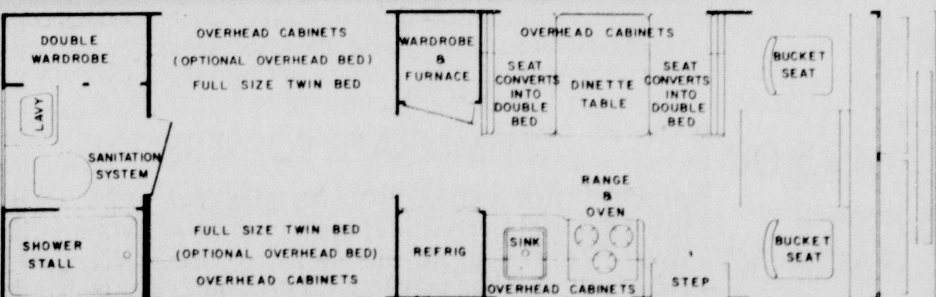 DOUBLE
WARDROBE
OVERHEAD CABINETS
(OPTIONAL OVERHEAD BED)
FULL SIZE TWIN BED
WARDROBE
&
FURNACE
OVERHEAD CABINETS
SEAT
CONVERTS
INTO
DOUBLE
BED
DINETTE
TABLE
SEAT
CONVERTS
INTO
DOUBLE
BED
BUCKET
SEAT
LAVY
SANITATION
SYSTEM
SHOWER
STALL
FULL SIZE TWIN BED
(OPTIONAL OVERHEAD BED)
OVERHEAD CABINETS
REFRIG
RANGE
&
OVEN
SINK
OVERHEAD CABINETS
STEP
BUCKET
SEAT